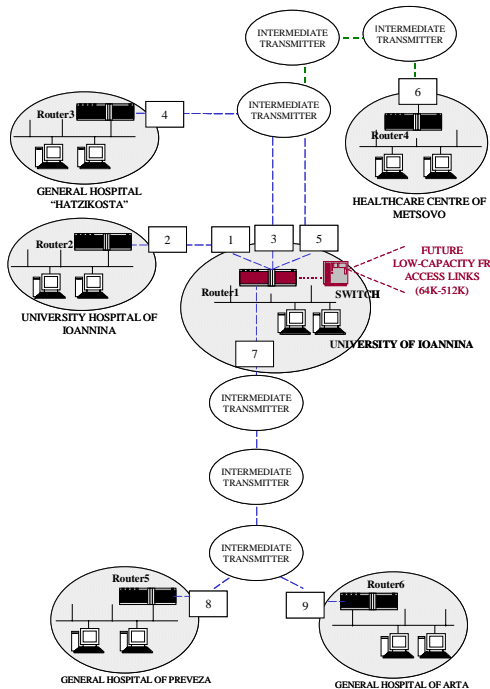 INTERMEDIATE
TRANSMITTER
INTERMEDIATE
TRANSMITTER
6
INTERMEDIATE
TRANSMITTER
Router3
4
Router4
GENERAL HOSPITAL
“HATZIKOSTA”
HEALTHCARE CENTRE OF
METSOVO
Router2
2
1
3
5
UNIVERSITY HOSPITAL OF
IOANNINA
Router1
SWITCH
FUTURE
LOW-CAPACITY FR
ACCESS LINKS
(64K-512K)
UNIVERSITY OF IOANNINA
7
INTERMEDIATE
TRANSMITTER
INTERMEDIATE
TRANSMITTER
INTERMEDIATE
TRANSMITTER
Router5
8
9
Router6
GENERAL HOSPITAL OF PREVEZA
GENERAL HOSPITAL OF ARTA